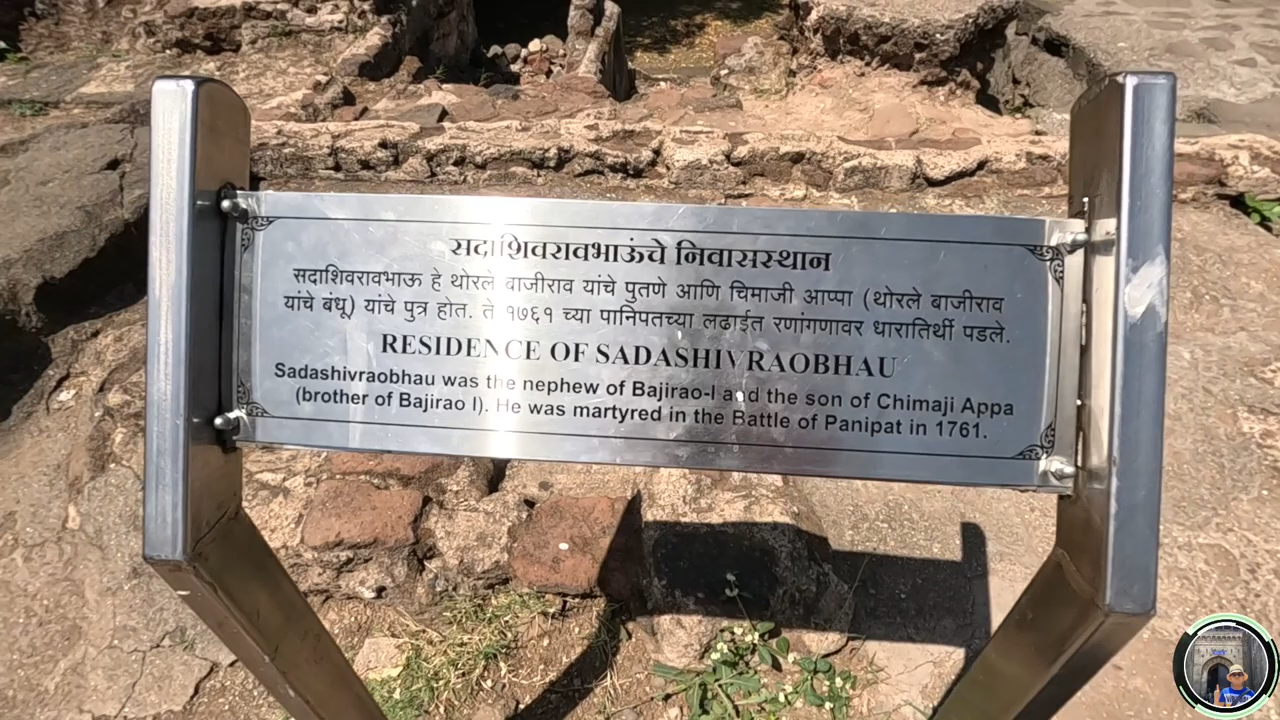 सदाशिवरावभाऊंचे निवासस्थान
सदाशिवरावभाऊ हे थोरले बाजीराव यांचे पुतणे आणि चिमाजी आप्पा (थोरले बाजीराव
यांचे बंधू) यांचे पुत्र होत. ते १७६१ च्या पानिपतच्या लढाईत रणांगणावर धारातिर्थी पडले.
RESIDENCE OF SADASHIVRAOBHAU
Sadashivraobhau was the nephew of Bajirao-I and the son of Chimaji Appa
(brother of Bajirao I). He was martyred in the Battle of Panipat in 1761.